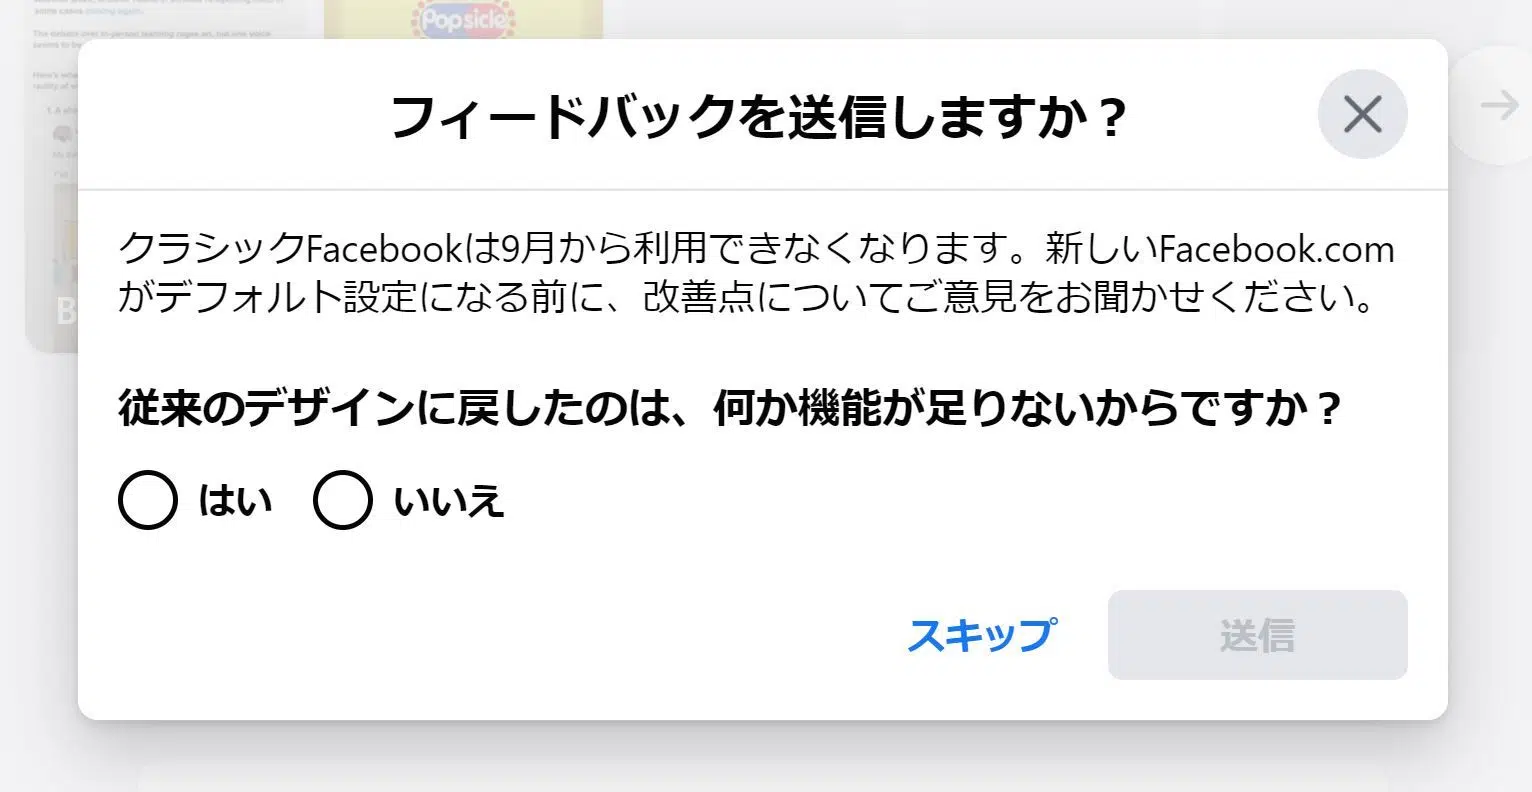 Popsicle
フィードバックを送信しますか？
クラシックFacebookは9月から利用できなくなります。新しいFacebook.com
がデフォルト設定になる前に、改善点についてご意見をお聞かせください。
従来のデザインに戻したのは、何か機能が足りないからですか？
はい いいえ
スキップ 送信